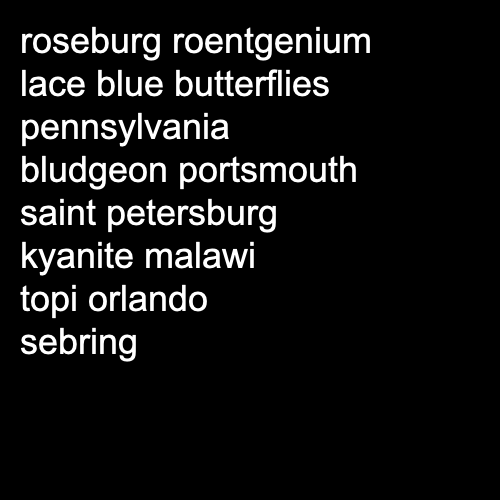 roseburg roentgenium
lace blue butterflies
pennsylvania
bludgeon portsmouth
saint petersburg
kyanite malawi
topi orlando
sebring